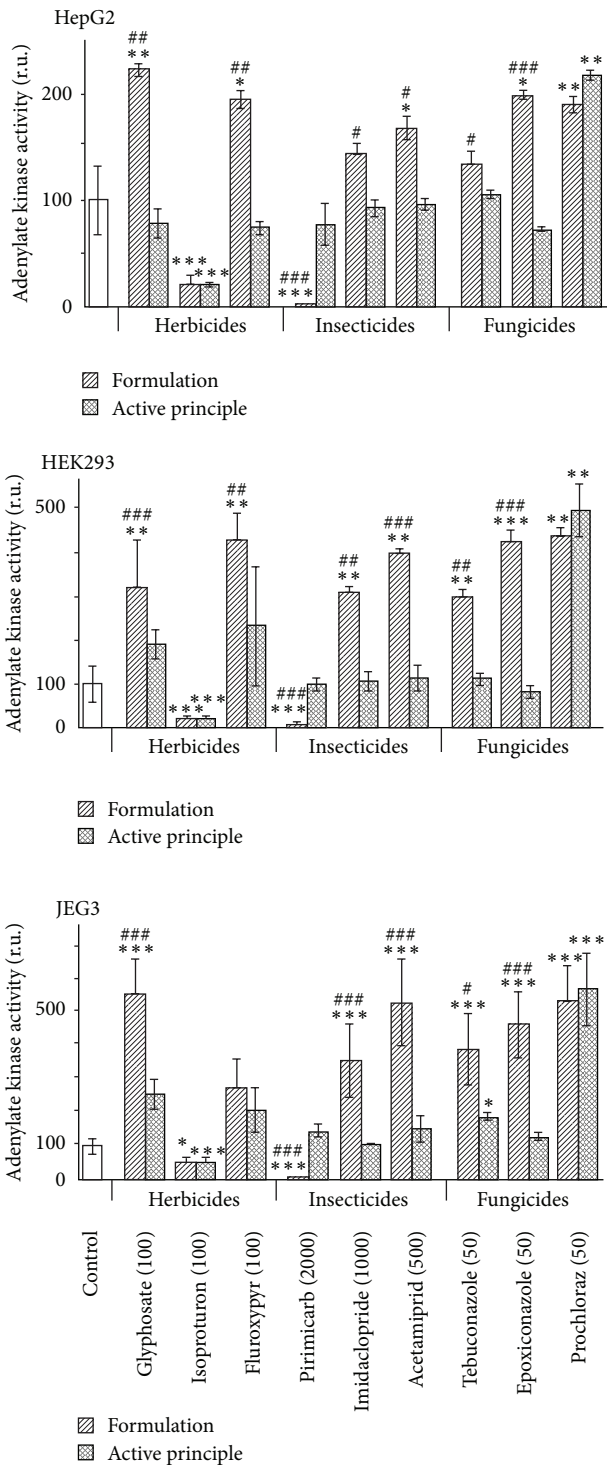 HepG2
Adenylate kinase activity (r.u.)
200
100
0
##
**
***
***
##
*
###
***
#
#
*
#
###
*
**
**
Herbicides
Insecticides
Fungicides
Formulation
Active principle
HEK293
Adenylate kinase activity (r.u.)
500
100
0
###
**
***
***
##
**
###
***
##
**
###
**
##
**
###
***
**
**
Herbicides
Insecticides
Fungicides
Formulation
Active principle
JEG3
Adenylate kinase activity (r.u.)
500
100
0
###
***
*
***
###
***
###
***
###
***
#
***
*
###
***
***
***
Herbicides
Insecticides
Fungicides
Control
Glyphosate (100)
Isoproturon (100)
Fluroxypyr (100)
Pirimicarb (2000)
Imidaclopride (1000)
Acetamiprid (500)
Tebuconazole (50)
Epoxiconazole (50)
Prochloraz (50)
Formulation
Active principle